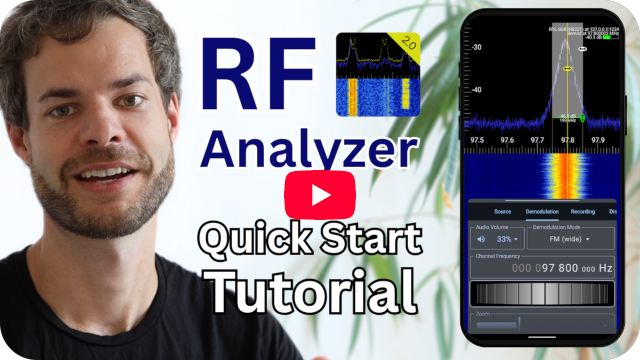 RF
Analyzer
Quick Start
Tutorial
2.0
-30
-40
97.5 97.6 97.7 97.8 97.9
Source Demodulation Recording Dis
Audio Volume
33%
Demodulation Mode
FM (wide)
Channel Frequency
000 097 800 000 Hz
Zoom